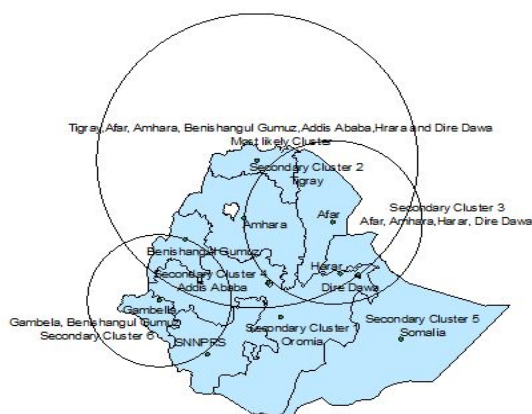 Tigray,Afar, Amhara, Benishangul Gumuz,Addis Ababa,Hrara and Dire Dawa
Most likely Cluster
Secondary Cluster 2
Tigray
Secondary Cluster 3
Afar, Amhara,Harar, Dire Dawa
Amhara
Afar
Benishangul Gumuz
Harar
Secondary Cluster 4
Addis Ababa
Dire Dawa
Gambella
Gambela, Benishangul Gumuz
Secondary Cluster 6
SNNPRS
Secondary Cluster 1
Oromia
Secondary Cluster 5
Somalia